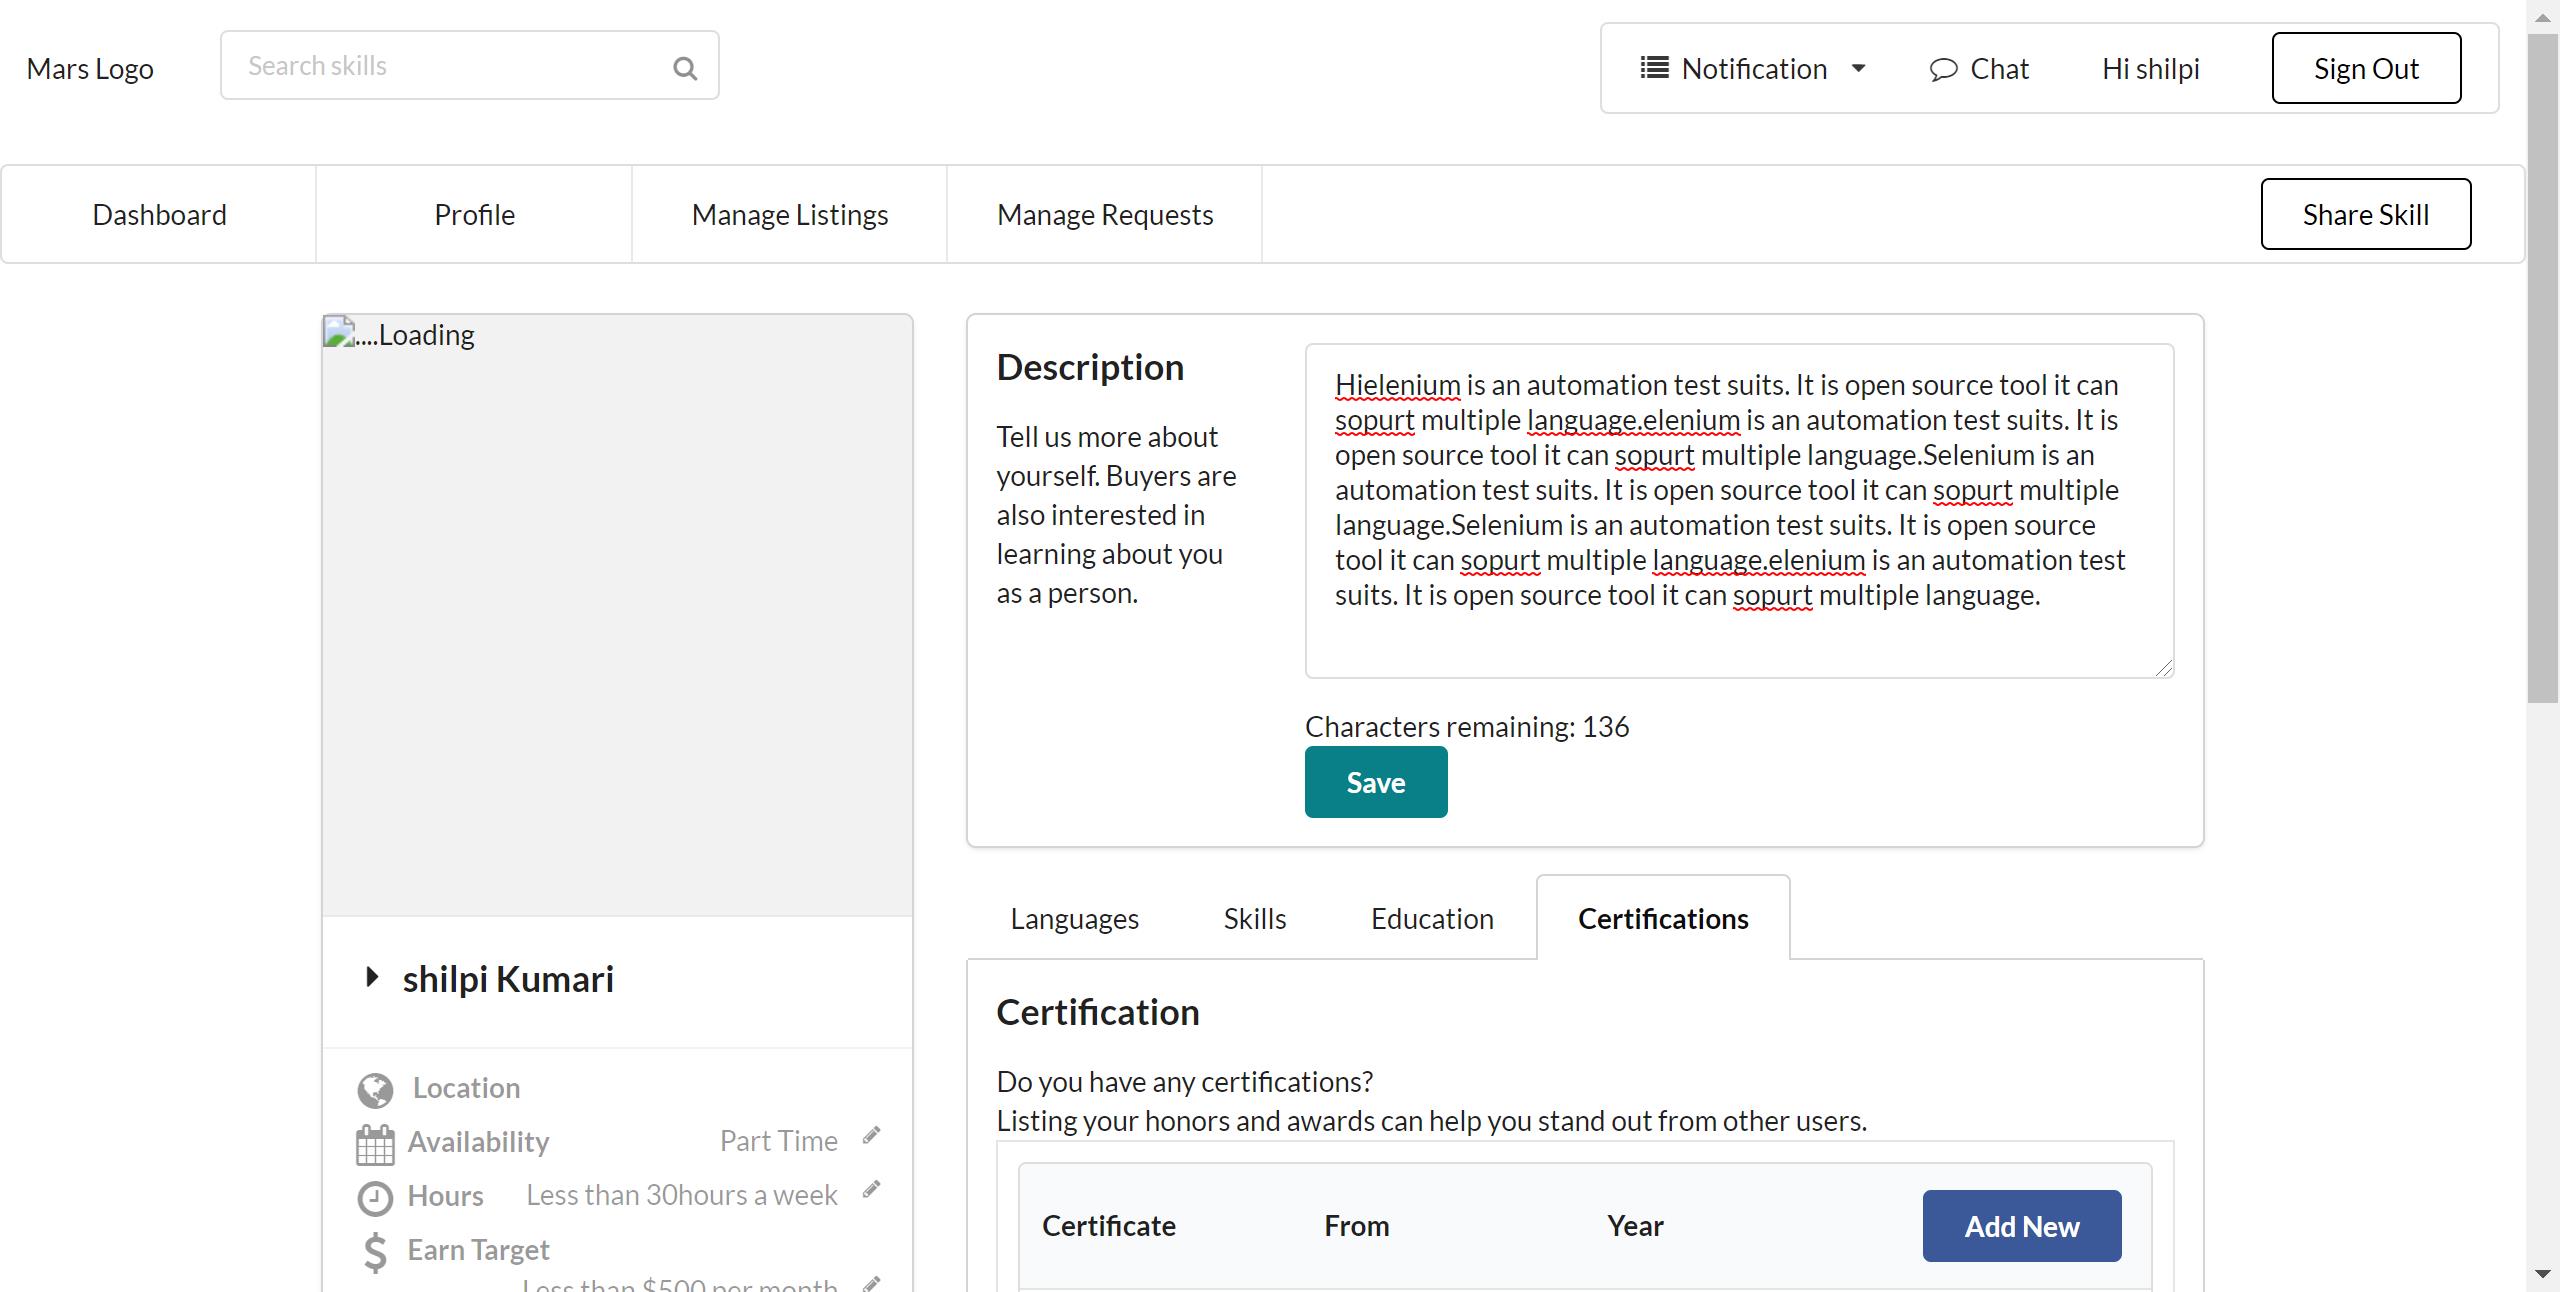 Mars Logo
Search skills
Notification
Chat
Hi shilpi
Sign Out
Dashboard
Profile
Manage Listings
Manage Requests
Share Skill
....Loading
shilpi Kumari
Location
Availability
Part Time
Hours
Less than 30hours a week
Earn Target
Less than $500 per month
Description
Tell us more about
yourself. Buyers are
also interested in
learning about you
as a person.
Hielenium is an automation test suits. It is open source tool it can
sopurt multiple language.elenium is an automation test suits. It is
open source tool it can sopurt multiple language.Selenium is an
automation test suits. It is open source tool it can sopurt multiple
language.Selenium is an automation test suits. It is open source
tool it can sopurt multiple language.elenium is an automation test
suits. It is open source tool it can sopurt multiple language.
Characters remaining: 136
Save
Languages
Skills
Education
Certifications
Certification
Do you have any certifications?
Listing your honors and awards can help you stand out from other users.
Certificate
From
Year
Add New